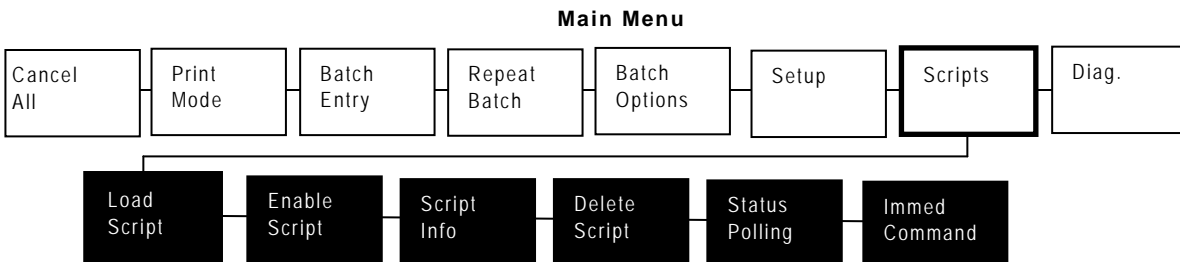 Main Menu
Cancel
All
Print
Mode
Batch
Entry
Repeat
Batch
Batch
Options
Setup
Scripts
Diag.
Load
Script
Enable
Script
Script
Info
Delete
Script
Status
Polling
Immed
Command